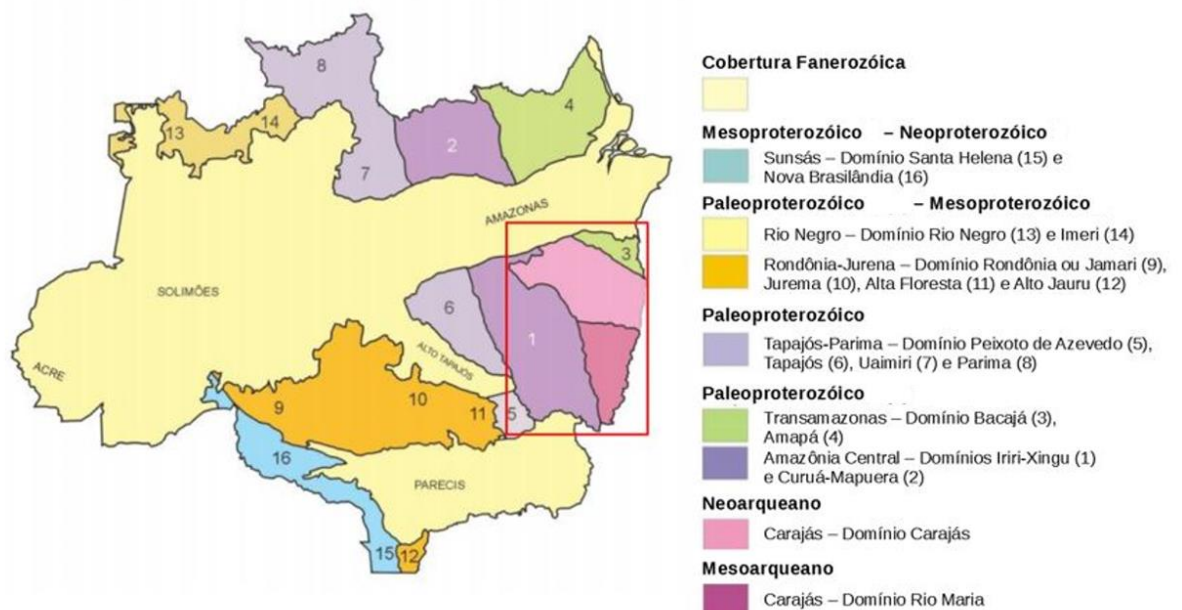 8
4
14
13
2
7
AMAZONAS
3
SOLIMÕES
6
1
ALTO TAPAJÓS
ACRE
10
9
11
5
16
PARECIS
15
12
Cobertura Fanerozóica
Mesoproterozóico – Neoproterozóico
Sunsás – Domínio Santa Helena (15) e
Nova Brasilândia (16)
Paleoproterozóico – Mesoproterozóico
Rio Negro – Domínio Rio Negro (13) e Imeri (14)
Rondônia-Jurena – Domínio Rondônia ou Jamari (9),
Jurema (10), Alta Floresta (11) e Alto Jauru (12)
Paleoproterozóico
Tapajós-Parima – Domínio Peixoto de Azevedo (5),
Tapajós (6), Uaimiri (7) e Parima (8)
Paleoproterozóico
Transamazonas – Domínio Bacajá (3),
Amapá (4)
Amazônia Central – Domínios Iriri-Xingu (1)
e Curuá-Mapuera (2)
Neoarqueano
Carajás – Domínio Carajás
Mesoarqueano
Carajás – Domínio Rio Maria